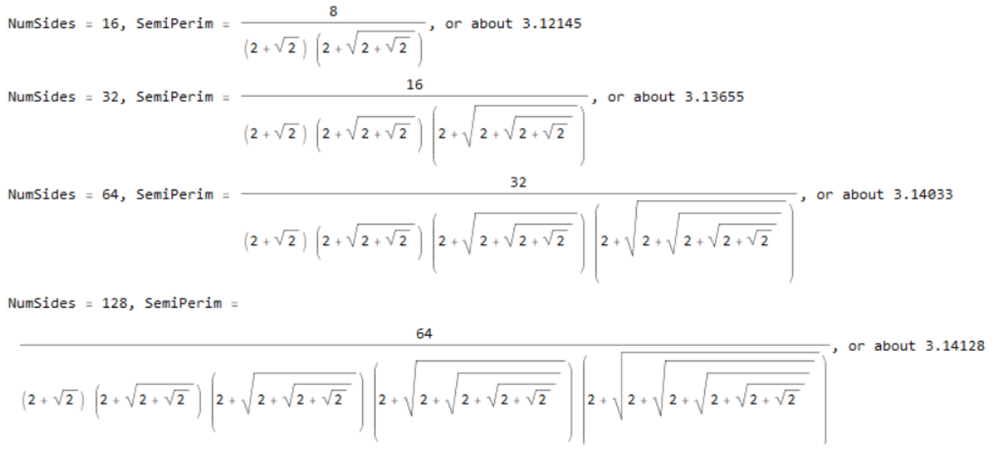 8
NumSides = 16, SemiPerim = , or about 3.12145
(2 + √2) (2 + √(2 + √2))
16
NumSides = 32, SemiPerim = , or about 3.13655
(2 + √2) (2 + √(2 + √2)) (2 + √(2 + √(2 + √2)))
32
NumSides = 64, SemiPerim = , or about 3.14033
(2 + √2) (2 + √(2 + √2)) (2 + √(2 + √(2 + √2))) (2 + √(2 + √(2 + √(2 + √2))))
NumSides = 128, SemiPerim =
64
, or about 3.14128
(2 + √2) (2 + √(2 + √2)) (2 + √(2 + √(2 + √2))) (2 + √(2 + √(2 + √(2 + √2)))) (2 + √(2 + √(2 + √(2 + √(2 + √2)))))